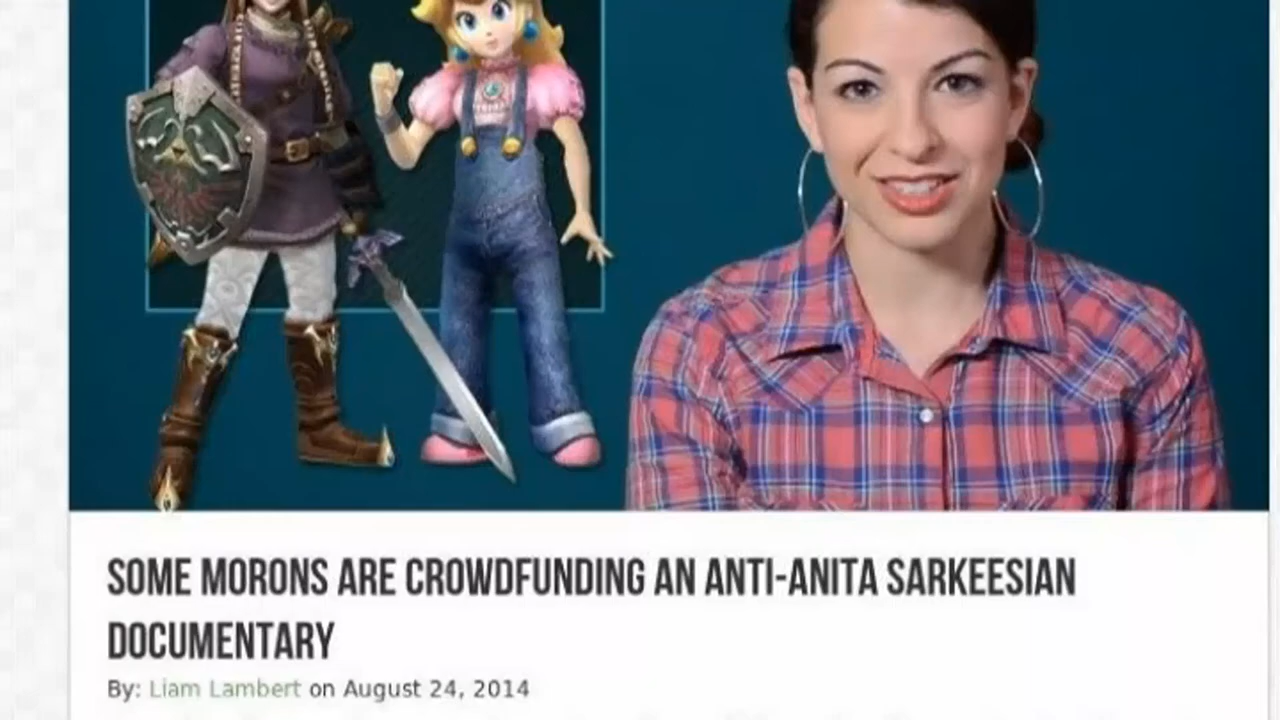 SOME MORONS ARE CROWDFUNDING AN ANTI-ANITA SARKEESIAN
DOCUMENTARY
By: Liam Lambert on August 24, 2014